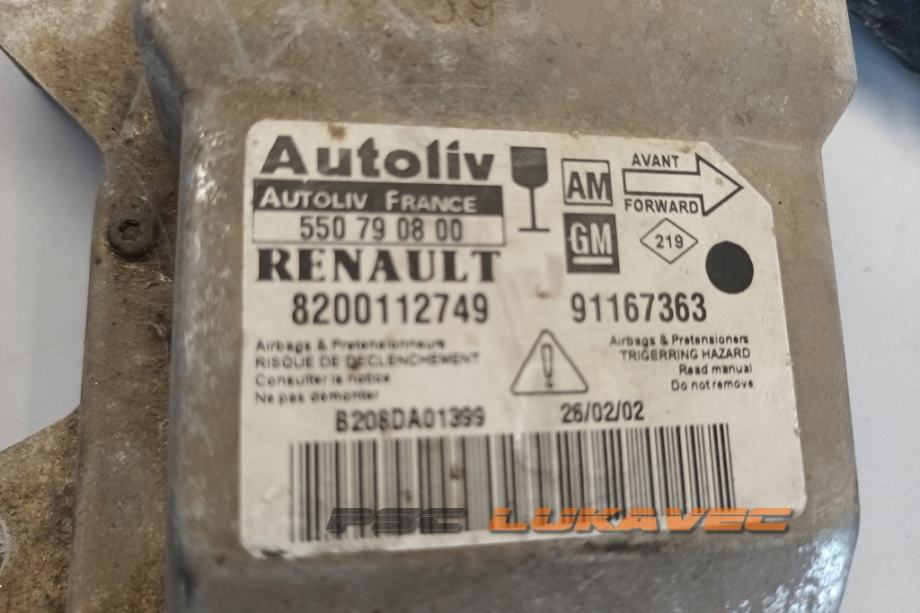 Autoliv
AUTOLIV FRANCE
550 79 08 00
RENAULT
8200112749
Airbags & Pretensionneurs
RISQUE DE DECLENCHEMENT
Consulter la notice
Ne pas démonter
AM
GM
AVANT
FORWARD
219
91167363
Airbags & Pretensioners
TRIGERRING HAZARD
Read manual
Do not remove
B208DA01399 26/02/02
PSC LUKAVEC